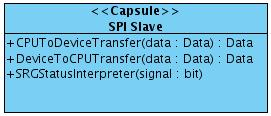 <<Capsule>>
SPI Slave
+CPUToDeviceTransfer(data : Data) : Data
+DeviceToCPUTransfer(data : Data) : Data
+SRGStatusInterpreter(signal : bit)